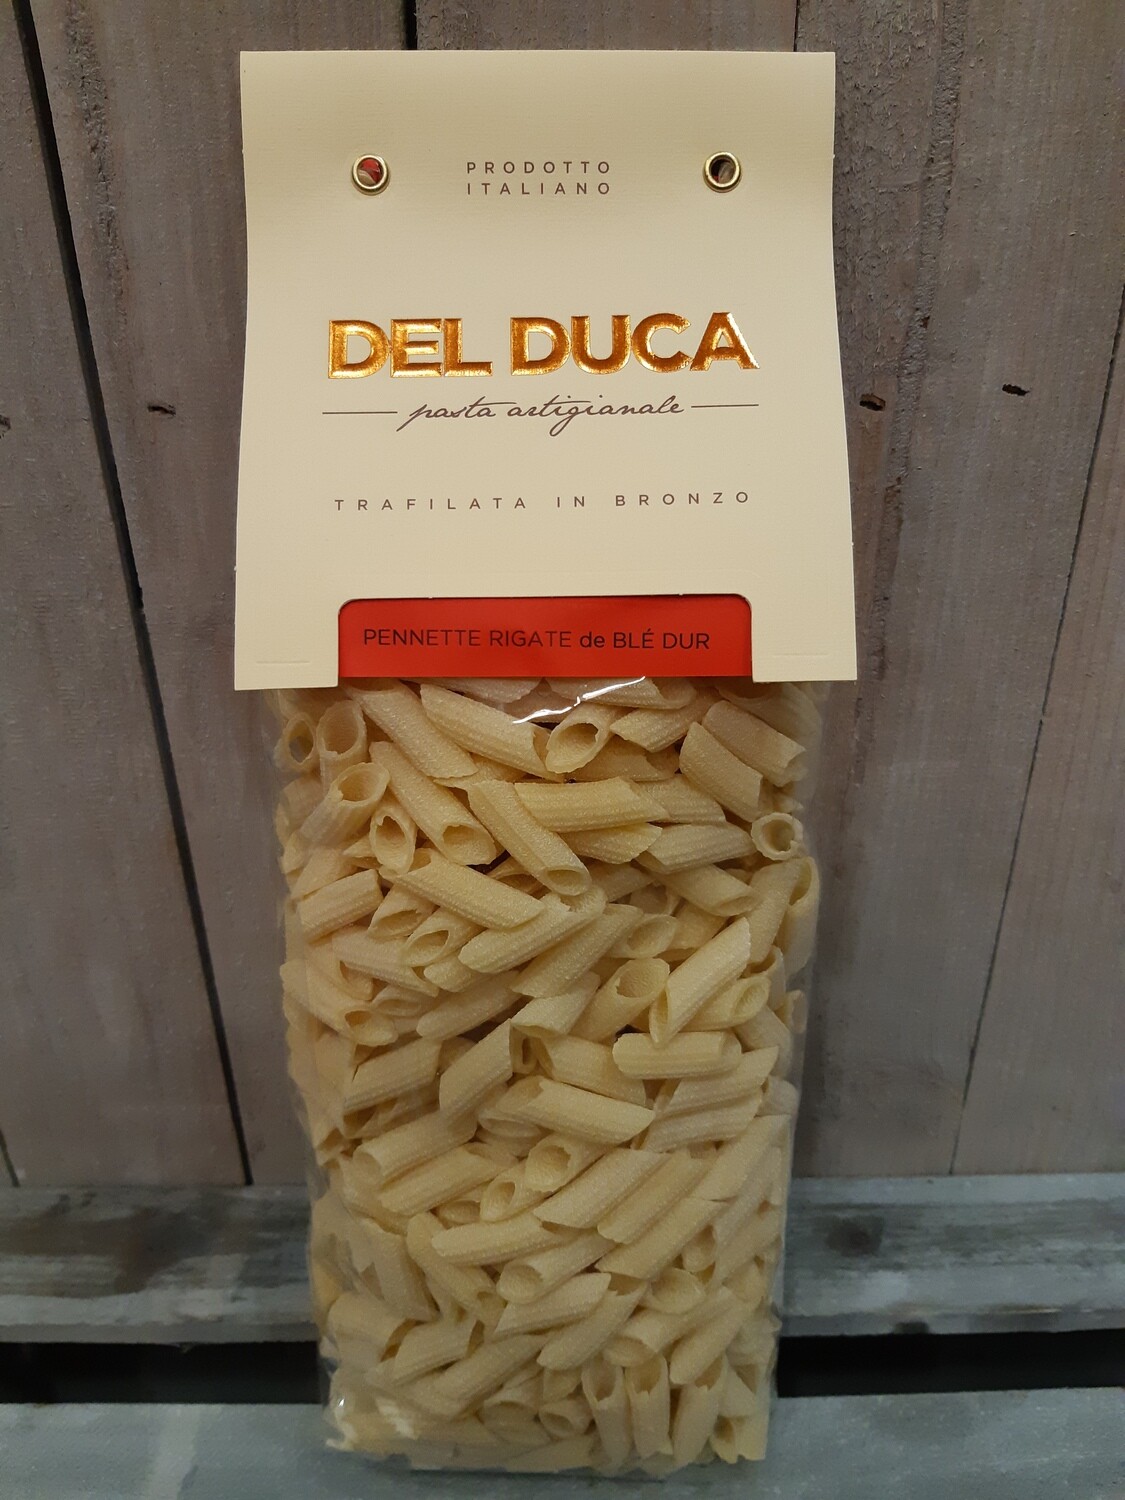 PRODOTTO
ITALIANO
DEL DUCA
pasta artigianale
TRAFILATA IN BRONZO
PENNETTE RIGATE de BLÉ DUR